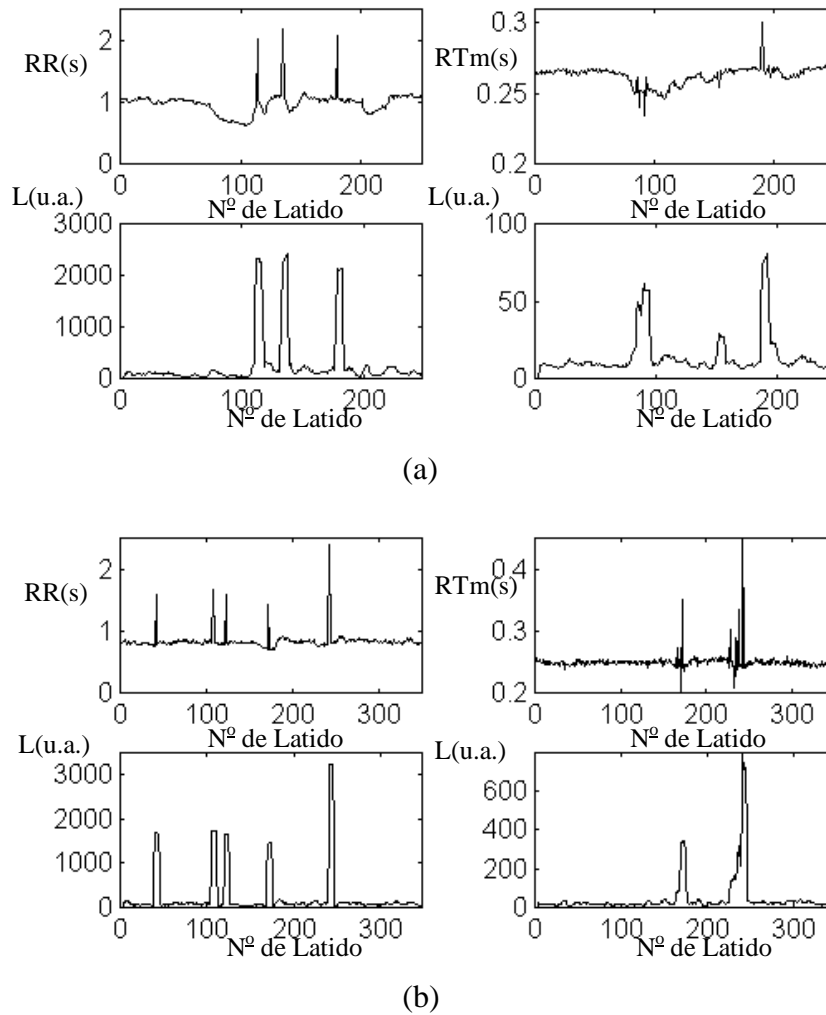 2
RR(s)
1
0
0 100 200
Nº de Latido
0.3
RTm(s)
0.25
0.2
0 100 200
Nº de Latido
L(u.a.)
3000
2000
1000
0
0 100 200
Nº de Latido
L(u.a.)
100
50
0
0 100 200
Nº de Latido
(a)
2
RR(s)
1
0
0 100 200 300
Nº de Latido
0.4
RTm(s)
0.3
0.2
0 100 200 300
Nº de Latido
L(u.a.)
3000
2000
1000
0
0 100 200 300
Nº de Latido
L(u.a.)
600
400
200
0
0 100 200 300
Nº de Latido
(b)